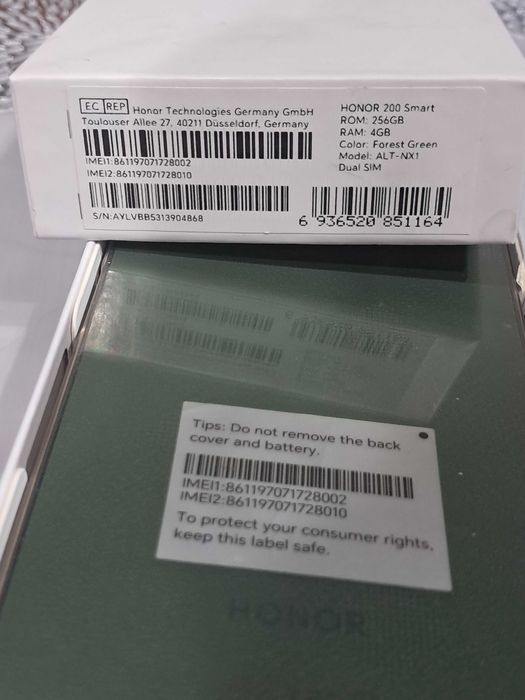 EC REP Honor Technologies Germany GmbH
Toulouser Allee 27, 40211 Düsseldorf, Germany
IMEI1:861197071728002
IMEI2:861197071728010
S/N:AYLVBB5313904868
HONOR 200 Smart
ROM: 256GB
RAM: 4GB
Color: Forest Green
Model: ALT-NX1
Dual SIM
6 936520 851164
Tips: Do not remove the back
cover and battery.
IMEI1:861197071728002
IMEI2:861197071728010
To protect your consumer rights,
keep this label safe.
HONOR